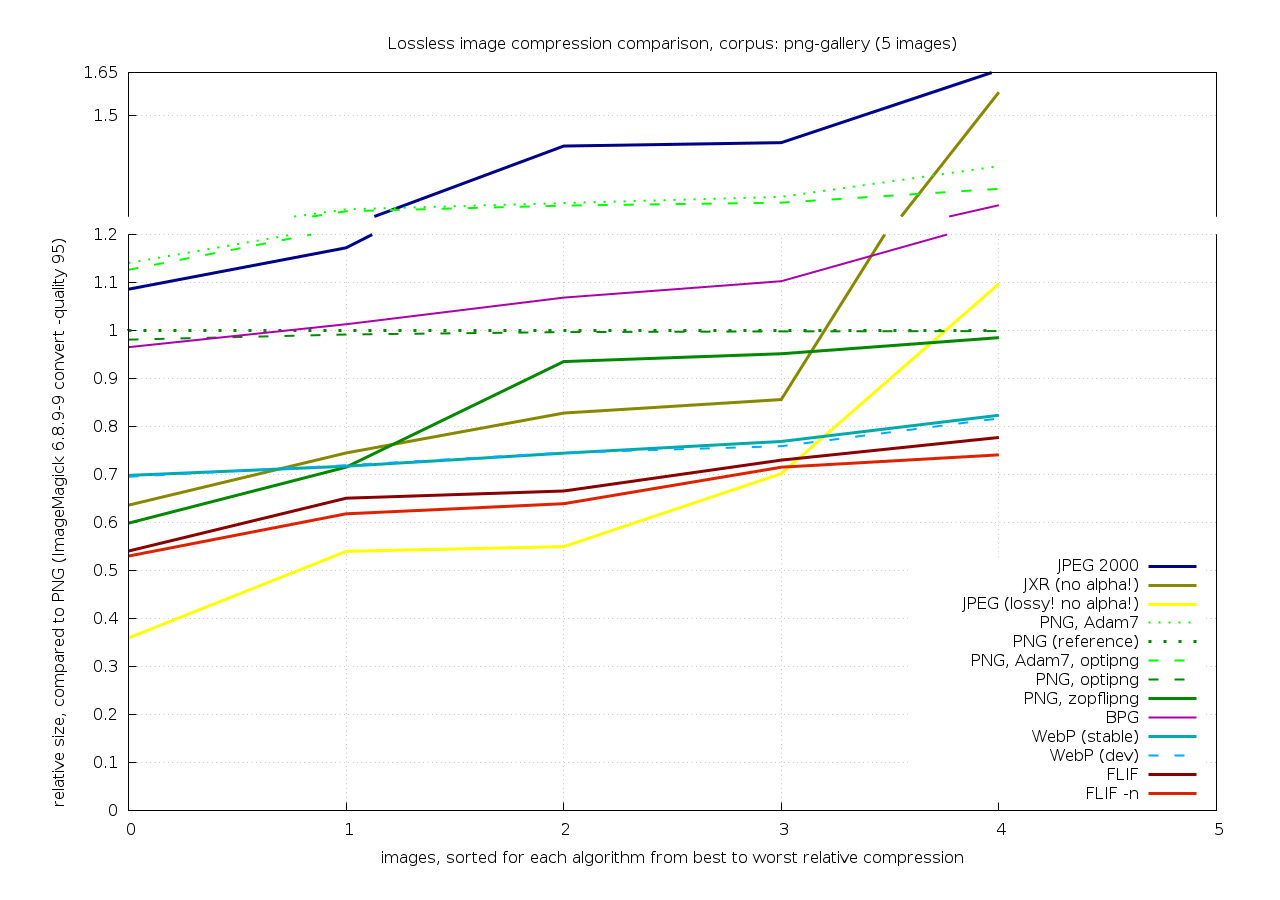 Lossless image compression comparison, corpus: png-gallery (5 images)
1.65
1.5
1.2
1.1
1
0.9
0.8
0.7
0.6
0.5
0.4
0.3
0.2
0.1
0
relative size, compared to PNG (ImageMagick 6.8.9-9 convert -quality 95)
JPEG 2000
JXR (no alpha!)
JPEG (lossy! no alpha!)
PNG, Adam7
PNG (reference)
PNG, Adam7, optipng
PNG, optipng
PNG, zopflipng
BPG
WebP (stable)
WebP (dev)
FLIF
FLIF -n
0 1 2 3 4 5
images, sorted for each algorithm from best to worst relative compression